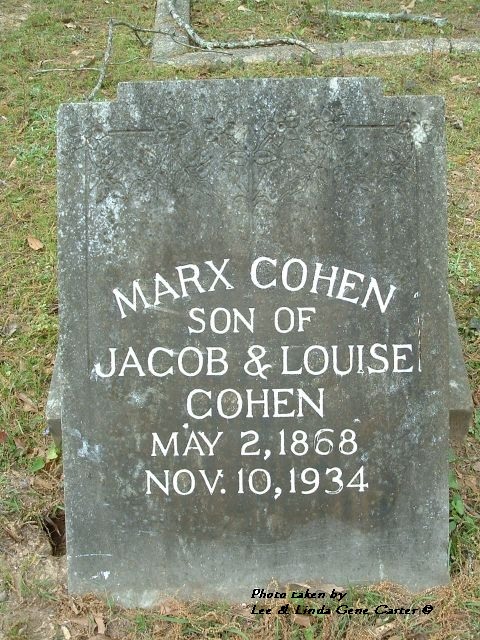 MARX COHEN
SON OF
JACOB & LOUISE
COHEN
MAY 2, 1868
NOV. 10, 1934
Photo taken by
Lee & Linda Gene Carter ©